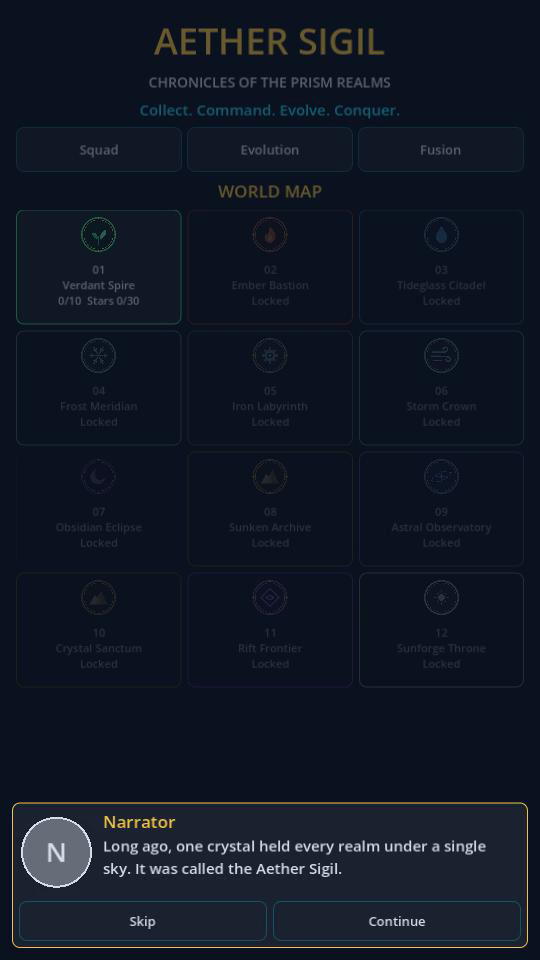 AETHER SIGIL
CHRONICLES OF THE PRISM REALMS
Collect. Command. Evolve. Conquer.
Squad
Evolution
Fusion
WORLD MAP
01
Verdant Spire
0/10 Stars 0/30
02
Ember Bastion
Locked
03
Tideglass Citadel
Locked
04
Frost Meridian
Locked
05
Iron Labyrinth
Locked
06
Storm Crown
Locked
07
Obsidian Eclipse
Locked
08
Sunken Archive
Locked
09
Astral Observatory
Locked
10
Crystal Sanctum
Locked
11
Rift Frontier
Locked
12
Sunforge Throne
Locked
N
Narrator
Long ago, one crystal held every realm under a single
sky. It was called the Aether Sigil.
Skip
Continue